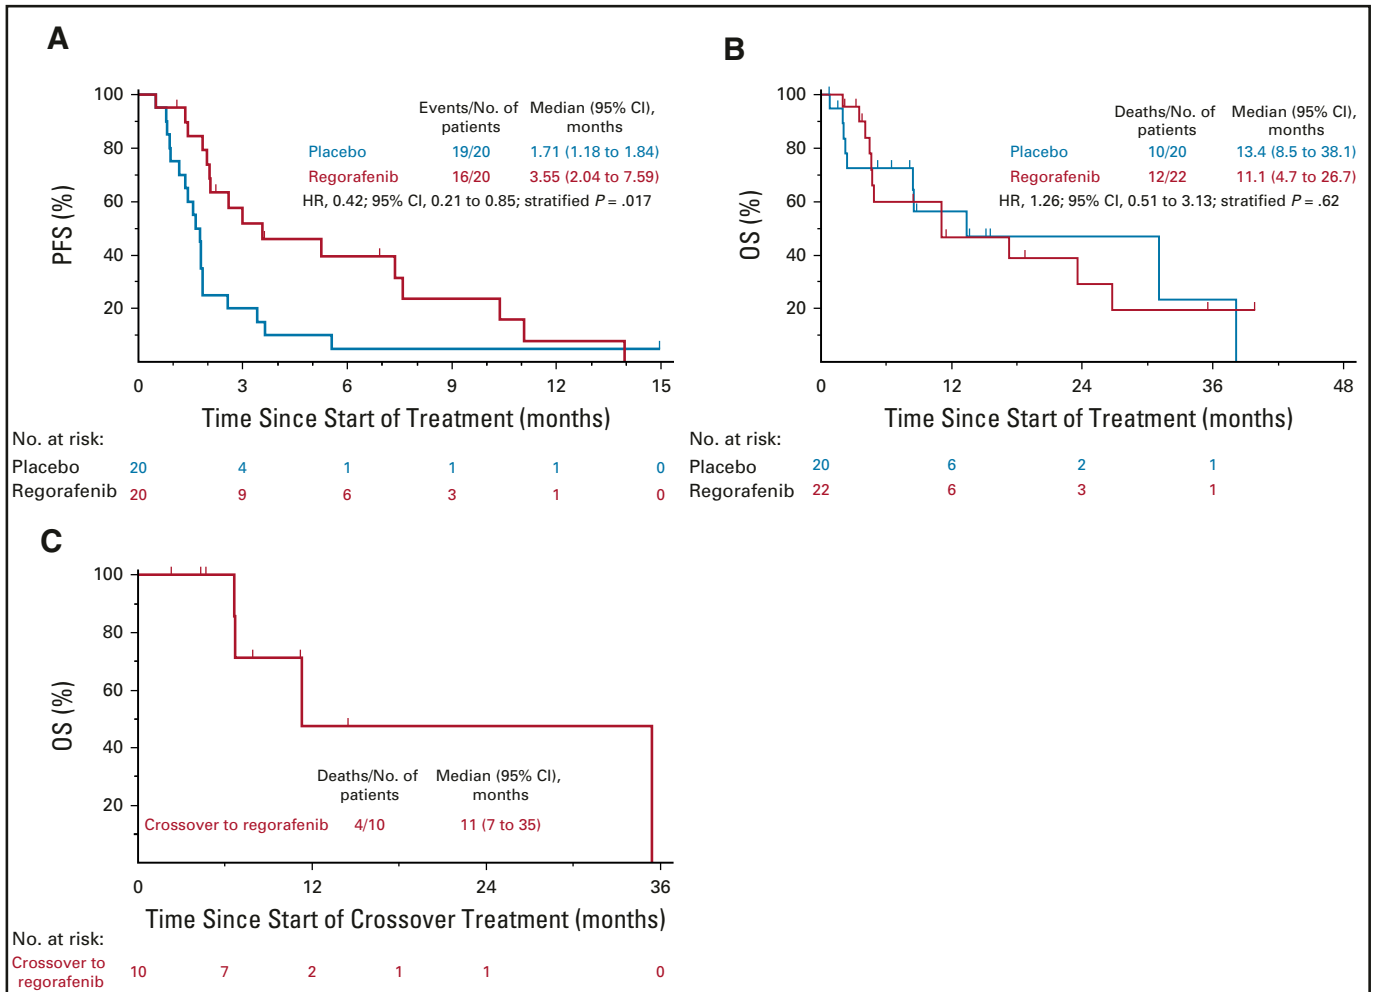 A
100
80
60
40
20
PFS (%)
Events/No. of Median (95% CI),
patients months
Placebo 19/20 1.71 (1.18 to 1.84)
Regorafenib 16/20 3.55 (2.04 to 7.59)
HR, 0.42; 95% CI, 0.21 to 0.85; stratified P = .017
0 3 6 9 12 15
Time Since Start of Treatment (months)
No. at risk:
Placebo 20 4 1 1 1 0
Regorafenib 20 9 6 3 1 0
B
100
80
60
40
20
OS (%)
Deaths/No. of Median (95% CI),
patients months
Placebo 10/20 13.4 (8.5 to 38.1)
Regorafenib 12/22 11.1 (4.7 to 26.7)
HR, 1.26; 95% CI, 0.51 to 3.13; stratified P = .62
0 12 24 36 48
Time Since Start of Treatment (months)
No. at risk:
Placebo 20 6 2 1
Regorafenib 22 6 3 1
C
100
80
60
40
20
OS (%)
Deaths/No. of Median (95% CI),
patients months
Crossover to regorafenib 4/10 11 (7 to 35)
0 12 24 36
Time Since Start of Crossover Treatment (months)
No. at risk:
Crossover to
regorafenib 10 7 2 1 1 0